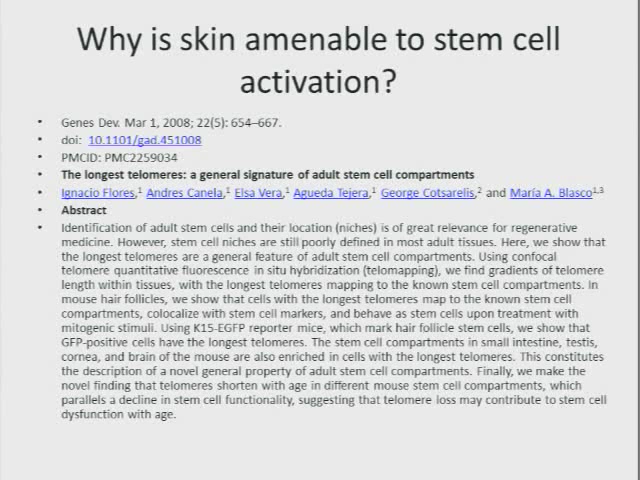 Why is skin amenable to stem cell
activation?
• Genes Dev. Mar 1, 2008; 22(5): 654–667.
• doi: 10.1101/gad.451008
• PMCID: PMC2259034
• The longest telomeres: a general signature of adult stem cell compartments
• Ignacio Flores,1 Andres Canela,1 Elsa Vera,1 Agueda Tejera,1 George Cotsarelis,2 and María A. Blasco1,3
• Abstract
• Identification of adult stem cells and their location (niches) is of great relevance for regenerative
medicine. However, stem cell niches are still poorly defined in most adult tissues. Here, we show that
the longest telomeres are a general feature of adult stem cell compartments. Using confocal
telomere quantitative fluorescence in situ hybridization (telomapping), we find gradients of telomere
length within tissues, with the longest telomeres mapping to the known stem cell compartments. In
mouse hair follicles, we show that cells with the longest telomeres map to the known stem cell
compartments, colocalize with stem cell markers, and behave as stem cells upon treatment with
mitogenic stimuli. Using K15-EGFP reporter mice, which mark hair follicle stem cells, we show that
GFP-positive cells have the longest telomeres. The stem cell compartments in small intestine, testis,
cornea, and brain of the mouse are also enriched in cells with the longest telomeres. This constitutes
the description of a novel general property of adult stem cell compartments. Finally, we make the
novel finding that telomeres shorten with age in different mouse stem cell compartments, which
parallels a decline in stem cell functionality, suggesting that telomere loss may contribute to stem cell
dysfunction with age.